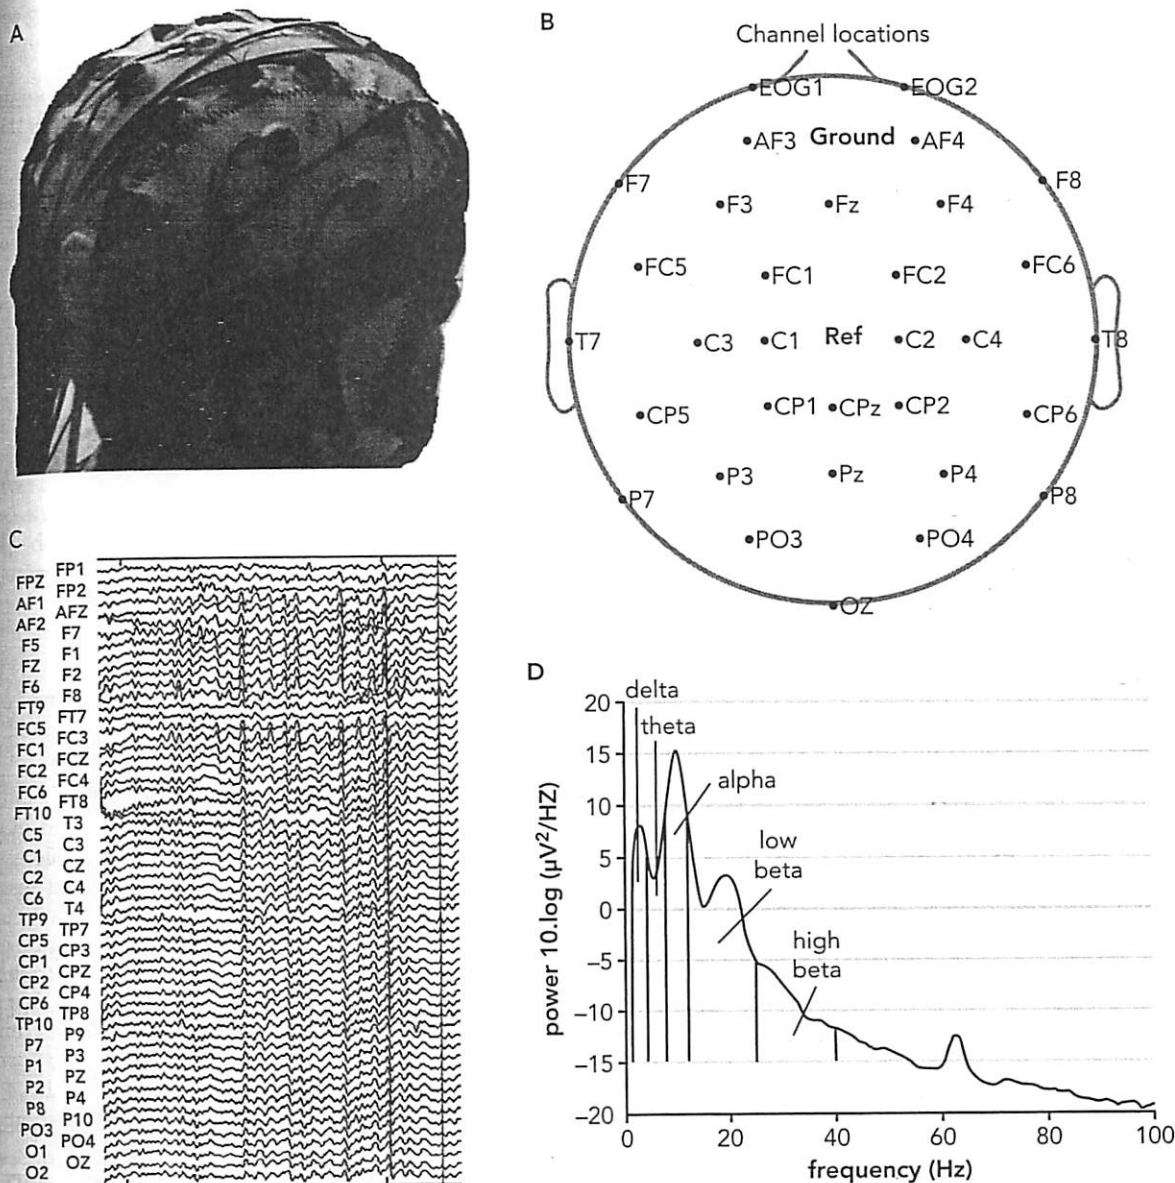 A
B
Channel locations
EOG1 EOG2
AF3 Ground AF4
F7 F8
F3 Fz F4
FC5 FC1 FC2 FC6
T7 C3 C1 Ref C2 C4 T8
CP5 CP1 CPz CP2 CP6
P3 Pz P4
P7 P8
PO3 PO4
OZ
C
FP1
FPZ
FP2
AF1
AFZ
AF2
F7
F5
F1
FZ
F2
F6
F8
FT9
FT7
FC5
FC3
FC1
FCZ
FC2
FC4
FC6
FT8
FT10
T3
C5
C3
C1
CZ
C2
C4
C6
T4
TP9
TP7
CP5
CP3
CP1
CPZ
CP2
CP4
CP6
TP8
TP10
P9
P7
P3
P1
PZ
P2
P4
P8
P10
PO3
PO4
O1
OZ
O2
D
delta
theta
alpha
low
beta
high
beta
power 10.log (μV²/HZ)
20
15
10
5
0
−5
−10
−15
−20
0 20 40 60 80 100
frequency (Hz)